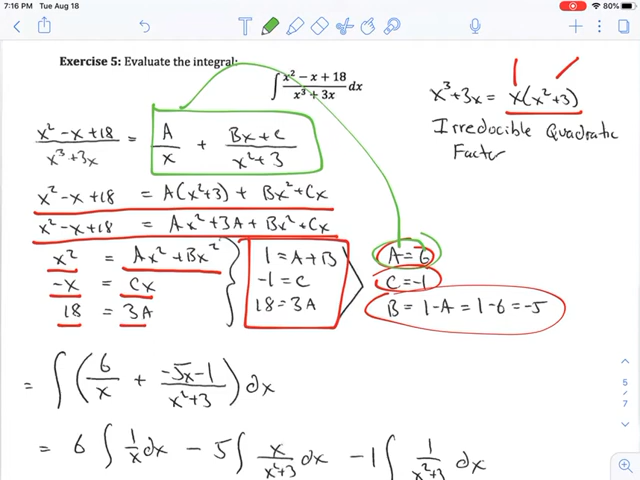 7:16 PM Tue Aug 18
80%
Exercise 5: Evaluate the integral:
∫ (x² − x + 18)/(x³ + 3x) dx
x³+3x = x(x²+3)
Irreducible Quadratic
Factor
(x²−x+18)/(x³+3x) = A/x + (Bx+C)/(x²+3)
x²−x+18 = A(x²+3) + Bx²+Cx
x²−x+18 = Ax²+3A+Bx²+Cx
x² = Ax²+Bx²
-x = Cx
18 = 3A
1 = A+B
-1 = C
18 = 3A
A = 6
C = -1
B = 1-A = 1-6 = -5
= ∫ (6/x + (-5x-1)/(x²+3)) dx
= 6 ∫ 1/x dx − 5 ∫ x/(x²+3) dx − 1 ∫ 1/(x²+3) dx
5
/
7